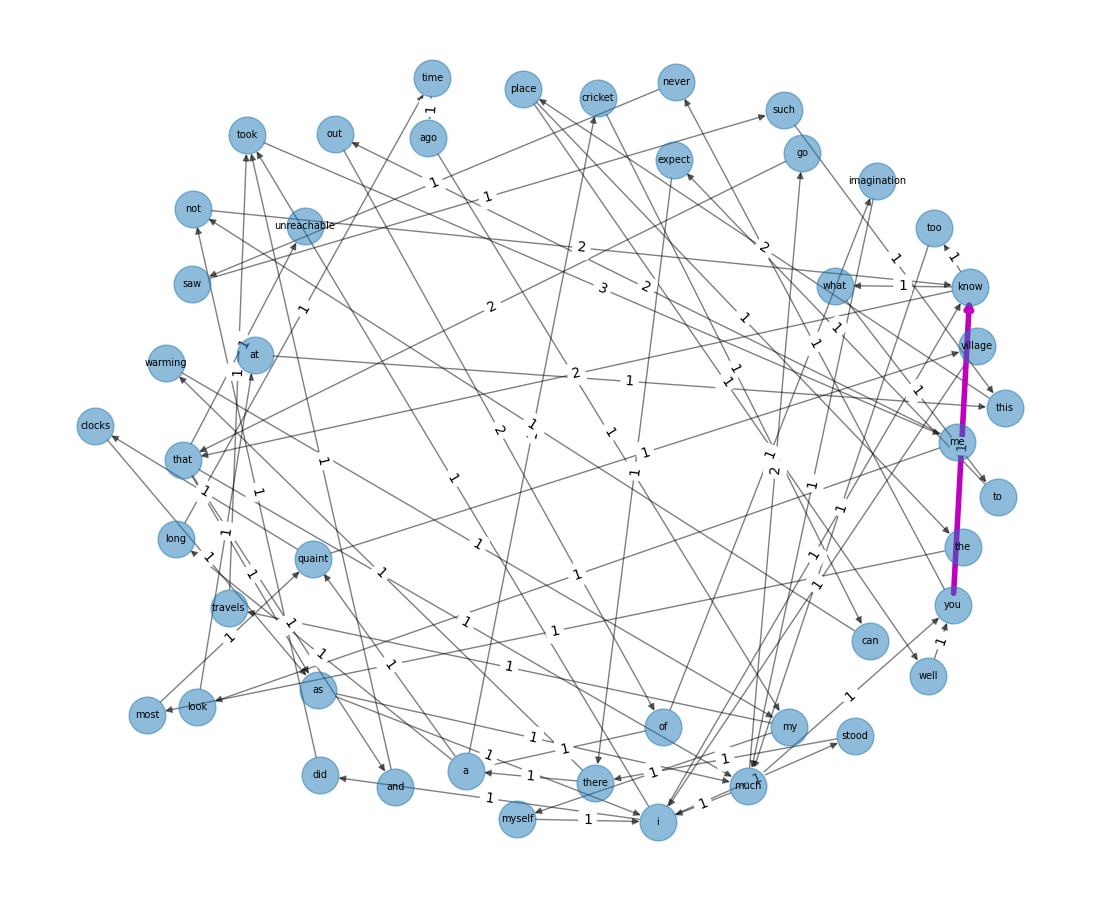 time
place
never
cricket
such
1
took
out
ago
go
expect
imagination
1
1
not
unreachable
too
2
2
1
1
saw
what
1
know
3
2
1
2
1
1
1
village
at
1
1
1
warming
2
1
1
1
this
1
clocks
2
1
1
me
1
that
1
1
2
1
1
1
1
to
1
1
long
1
the
1
1
quaint
1
1
1
1
1
travels
you
1
1
1
1
1
can
1
1
1
well
as
1
look
most
my
of
1
stood
1
1
1
a
did
1
1
there
and
much
1
1
1
myself
1
i